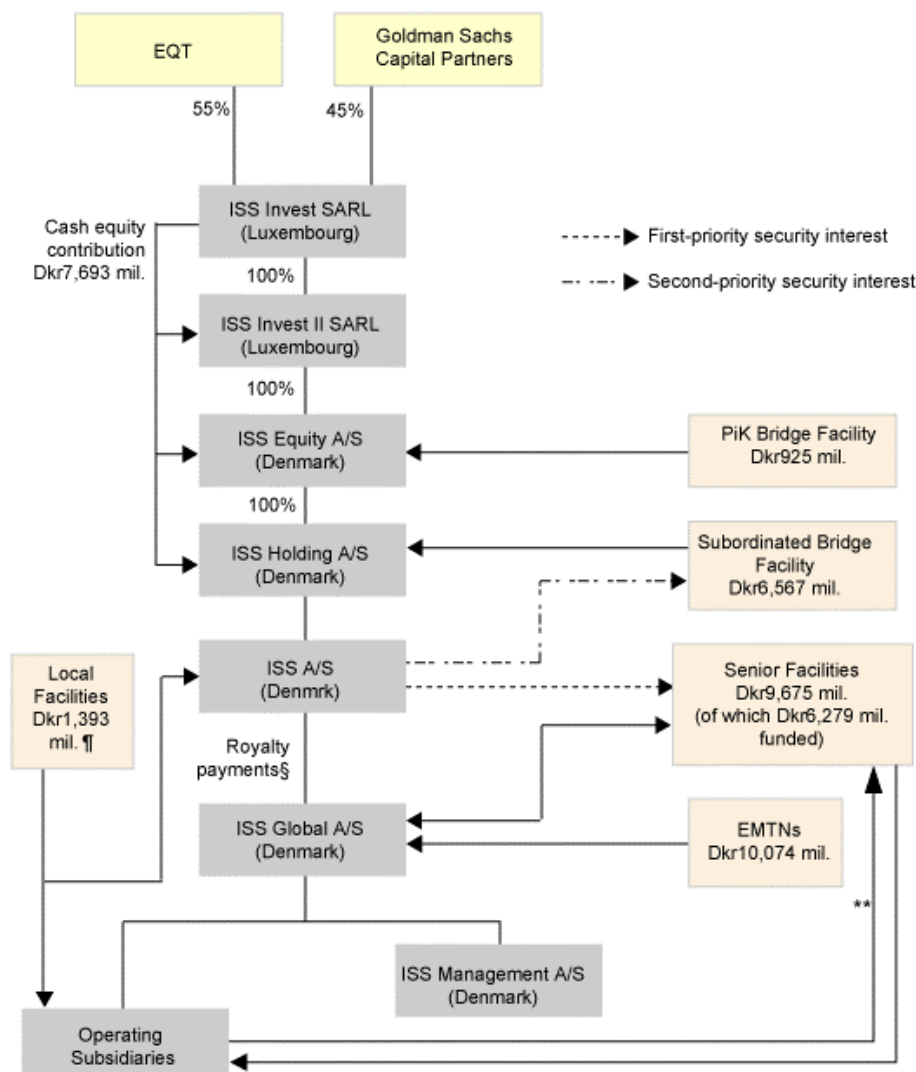 EQT
Goldman Sachs
Capital Partners
55%
45%
ISS Invest SARL
(Luxembourg)
Cash equity
contribution
Dkr7,693 mil.
First-priority security interest
Second-priority security interest
100%
ISS Invest II SARL
(Luxembourg)
100%
ISS Equity A/S
(Denmark)
PiK Bridge Facility
Dkr925 mil.
100%
ISS Holding A/S
(Denmark)
Subordinated Bridge
Facility
Dkr6,567 mil.
Local
Facilities
Dkr1,393
mil. ¶
ISS A/S
(Denmrk)
Senior Facilities
Dkr9,675 mil.
(of which Dkr6,279 mil.
funded)
Royalty
payments§
ISS Global A/S
(Denmark)
EMTNs
Dkr10,074 mil.
**
ISS Management A/S
(Denmark)
Operating
Subsidiaries